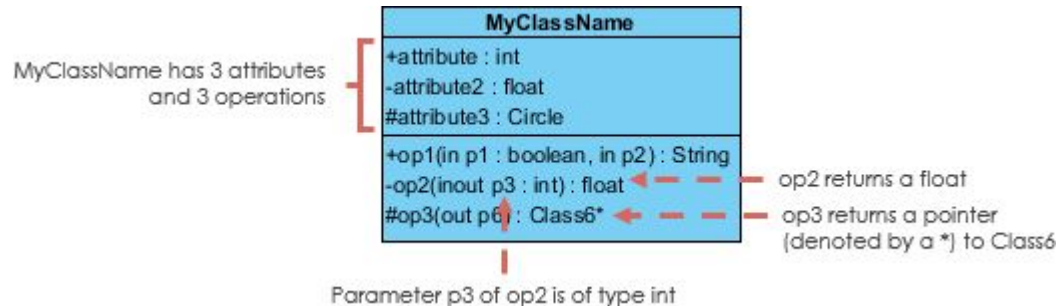 MyClassName
+attribute : int
-attribute2 : float
#attribute3 : Circle
MyClassName has 3 attributes
and 3 operations
+op1(in p1 : boolean, in p2) : String
-op2(inout p3 : int) : float
#op3(out p6) : Class6*
op2 returns a float
op3 returns a pointer
(denoted by a *) to Class6
Parameter p3 of op2 is of type int